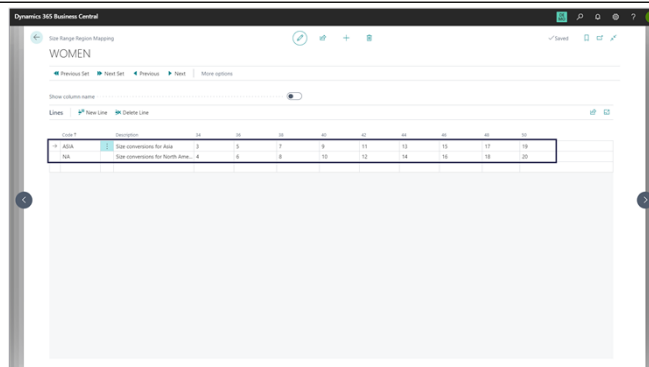 Dynamics 365 Business Central
Size Range Region Mapping
✓Saved
WOMEN
Previous Set Next Set Previous Next More options
Show column name
Lines New Line Delete Line
Code Description 34 36 38 40 42 44 46 48 50
ASIA Size conversions for Asia 3 5 7 9 11 13 15 17 19
NA Size conversions for North Ame... 4 6 8 10 12 14 16 18 20